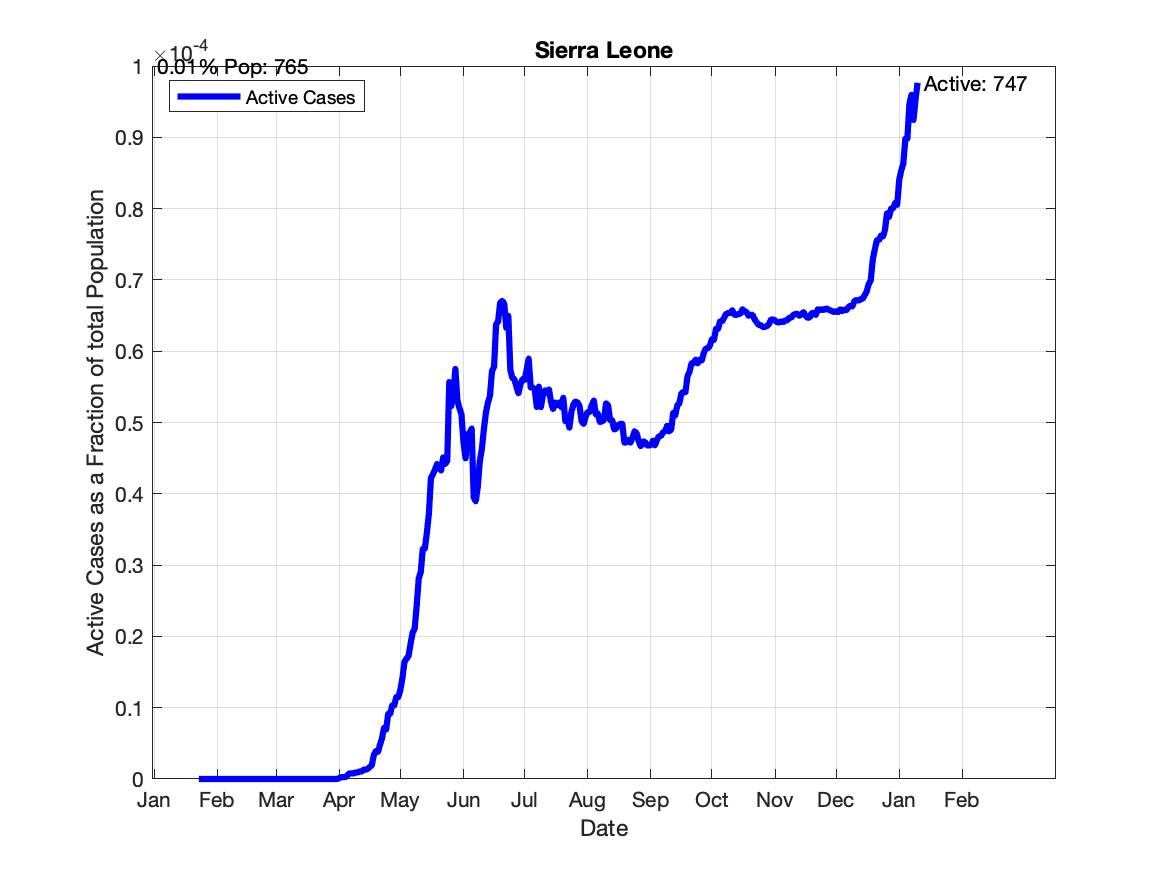 Sierra Leone
×10-4
0.01% Pop: 765
Active Cases
Active: 747
1
0.9
0.8
0.7
0.6
0.5
0.4
0.3
0.2
0.1
0
Active Cases as a Fraction of total Population
Jan Feb Mar Apr May Jun Jul Aug Sep Oct Nov Dec Jan Feb
Date